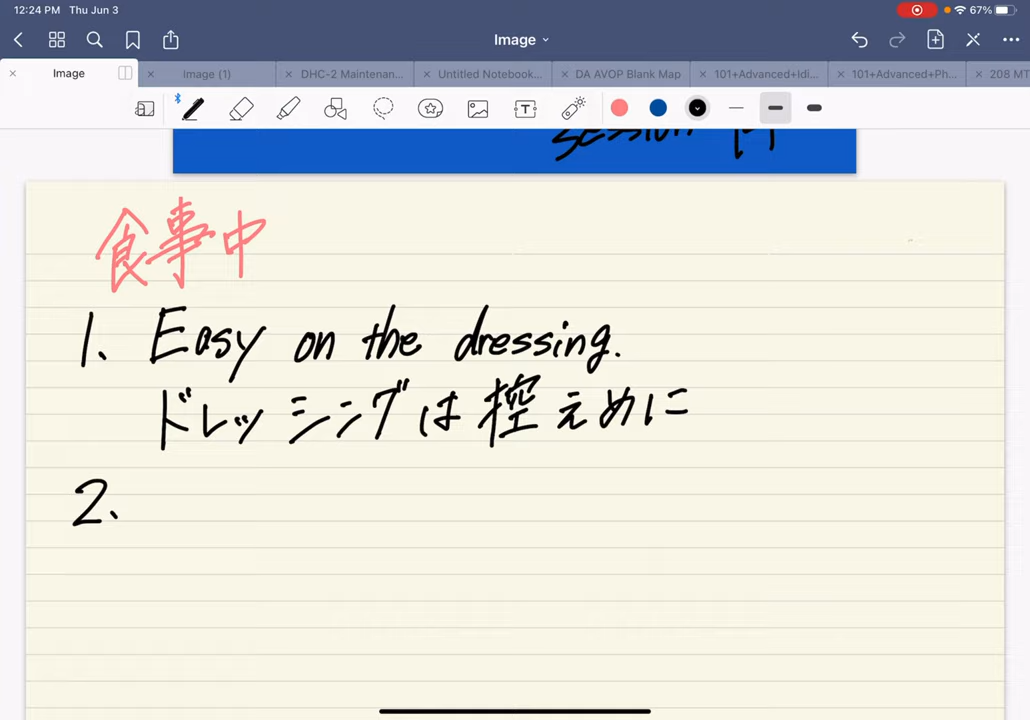 12:24 PM Thu Jun 3
67%
Image
Image
Image (1)
DHC-2 Maintenan...
Untitled Notebook...
DA AVOP Blank Map
101+Advanced+Idi...
101+Advanced+Ph...
208 MT
session
食事中
1. Easy on the dressing.
ドレッシングは控えめに
2.